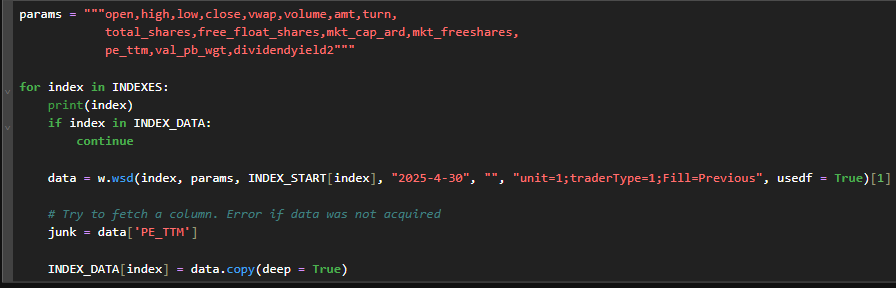 params = """open,high,low,close,vwap,volume,amt,turn,
            total_shares,free_float_shares,mkt_cap_ard,mkt_freeshares,
            pe_ttm,val_pb_wgt,dividendyield2"""

for index in INDEXES:
    print(index)
    if index in INDEX_DATA:
        continue

    data = w.wsd(index, params, INDEX_START[index], "2025-4-30", "", "unit=1;traderType=1;Fill=Previous", usedf = True)[1]

    # Try to fetch a column. Error if data was not acquired
    junk = data['PE_TTM']

    INDEX_DATA[index] = data.copy(deep = True)